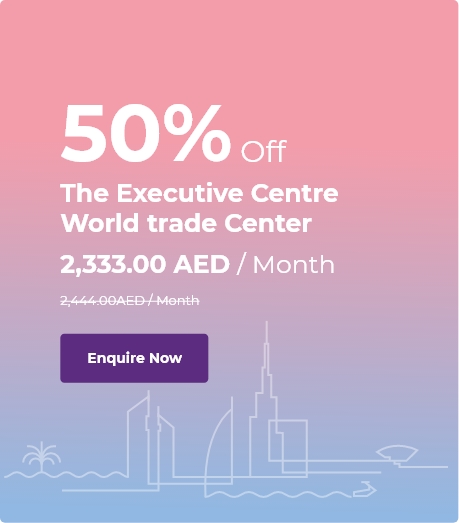 50% Off
The Executive Centre
World trade Center
2,333.00 AED / Month
2,444.00AED / Month
Enquire Now